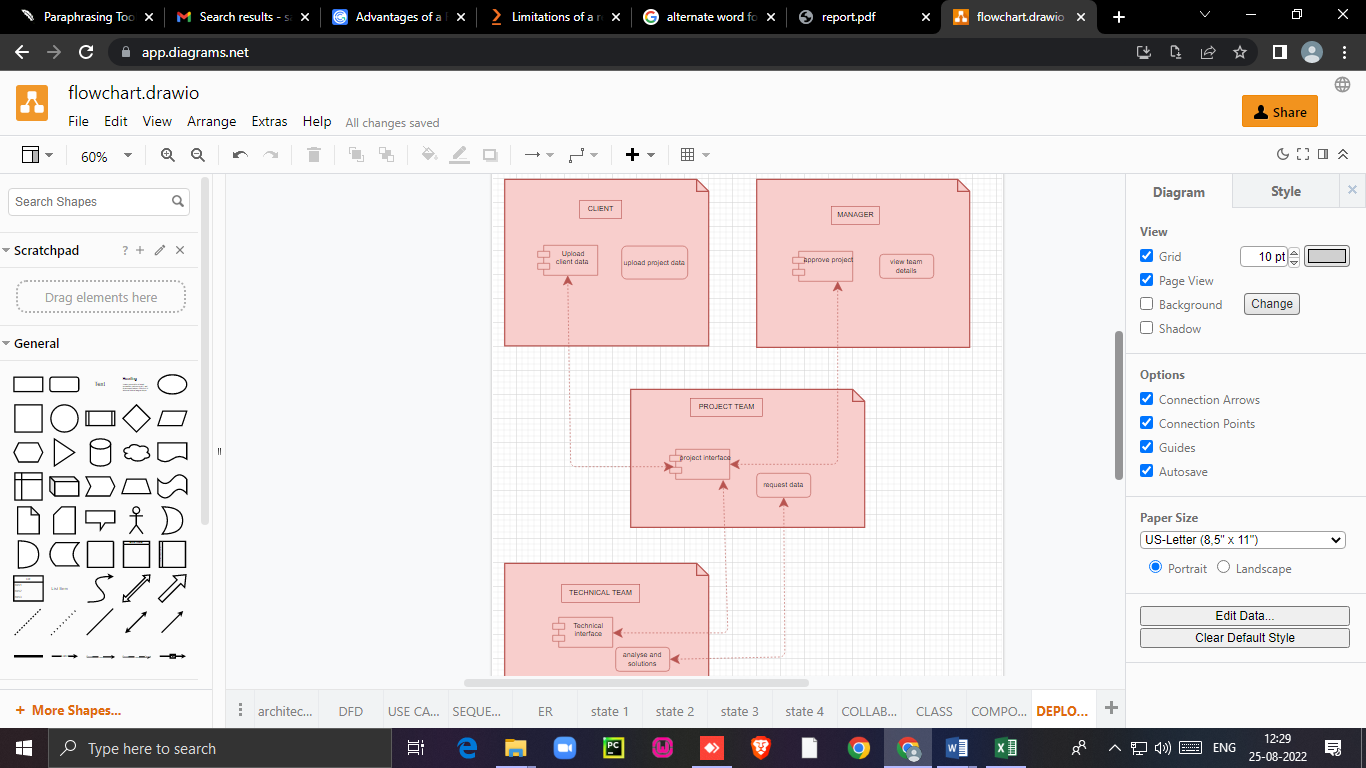 Paraphrasing Too
Search results - s
Advantages of a
Limitations of a r
alternate word fo
report.pdf
flowchart.drawio
app.diagrams.net
flowchart.drawio
File Edit View Arrange Extras Help All changes saved
Share
60%
Search Shapes
Scratchpad
?
Drag elements here
General
Text
Heading
List Item
+ More Shapes...
CLIENT
Upload
client data
upload project data
MANAGER
approve project
view team
details
PROJECT TEAM
project interface
request data
TECHNICAL TEAM
Technical
interface
analyse and
solutions
Diagram
Style
View
Grid
10 pt
Page View
Background
Change
Shadow
Options
Connection Arrows
Connection Points
Guides
Autosave
Paper Size
US-Letter (8,5" x 11")
Portrait
Landscape
Edit Data...
Clear Default Style
architec... DFD USE CA... SEQUE... ER state 1 state 2 state 3 state 4 COLLAB... CLASS COMPO... DEPLO...
Type here to search
PC
ENG
12:29
25-08-2022